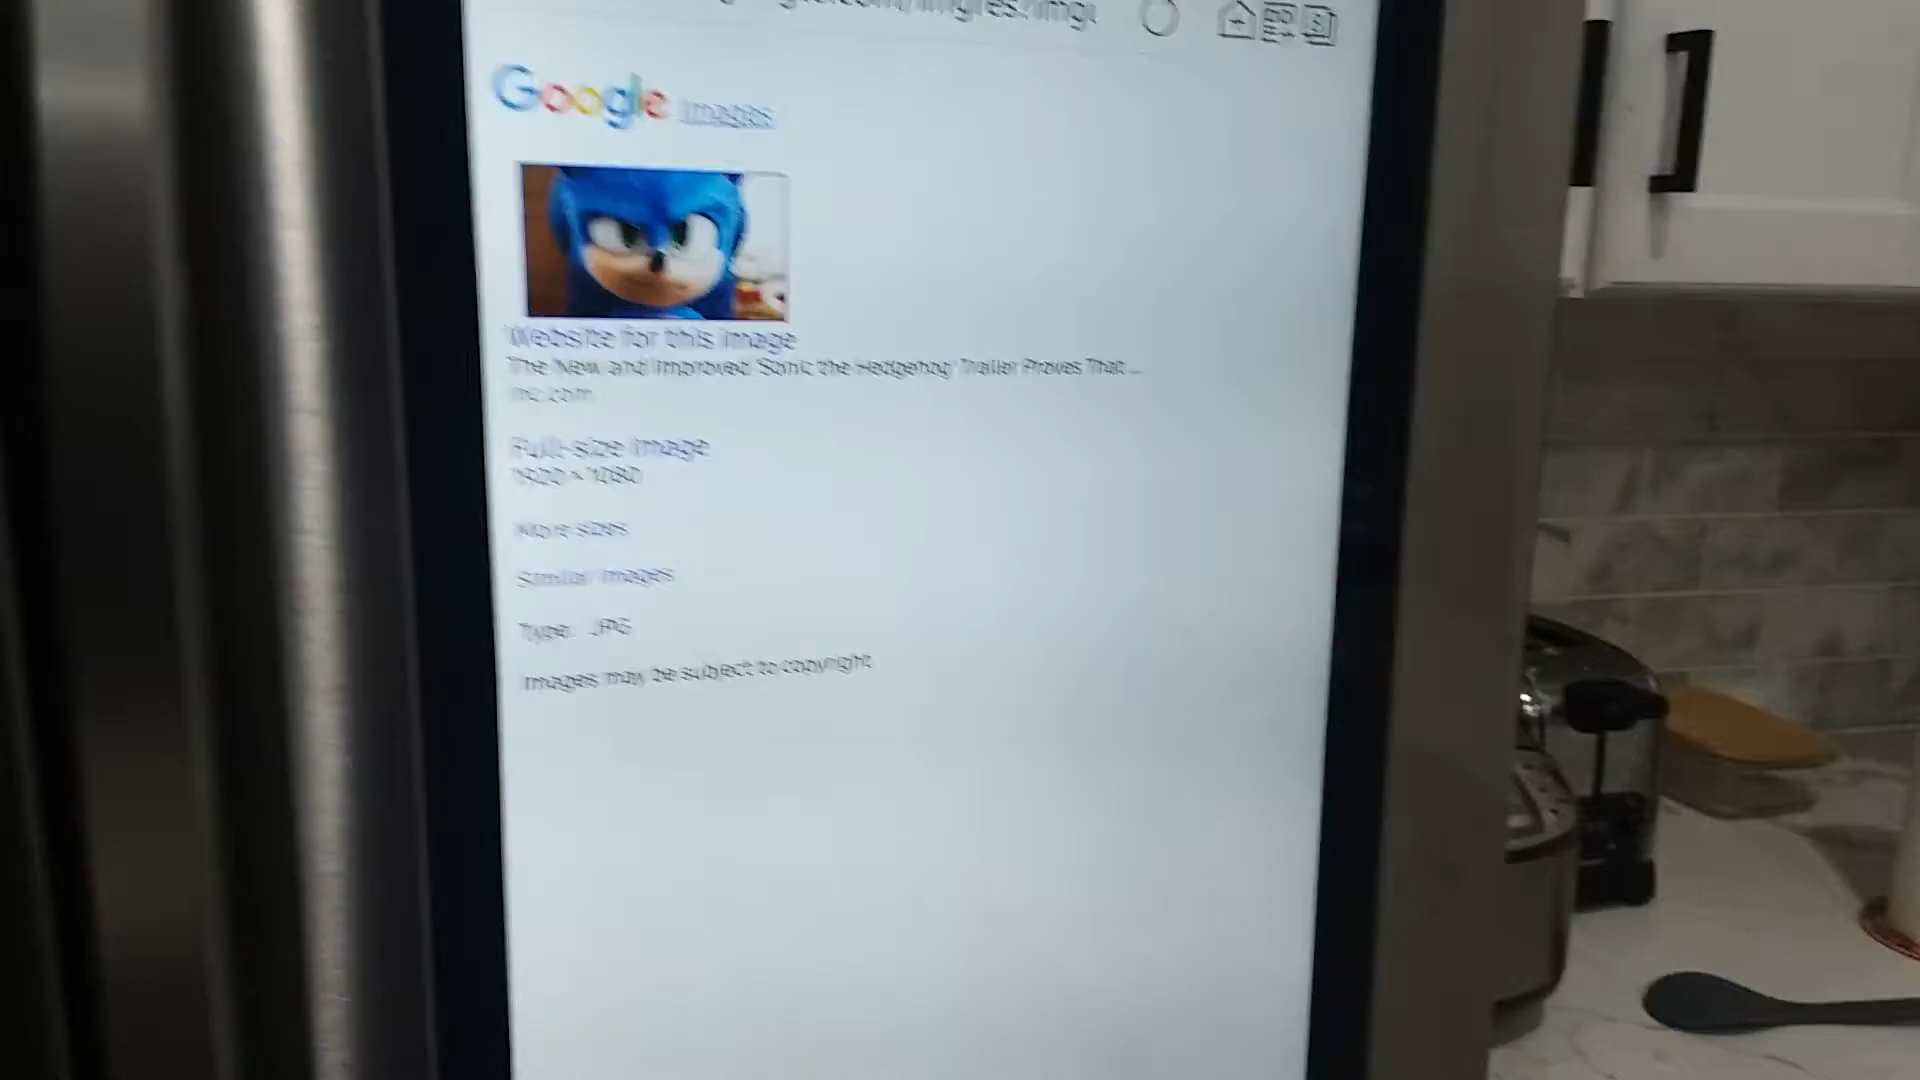 Google Images
Website for this image
The New and Improved 'Sonic the Hedgehog' Trailer Proves That ...
inc.com
Full-size image
1920 × 1080
More sizes
Similar images
Type: JPG
Images may be subject to copyright